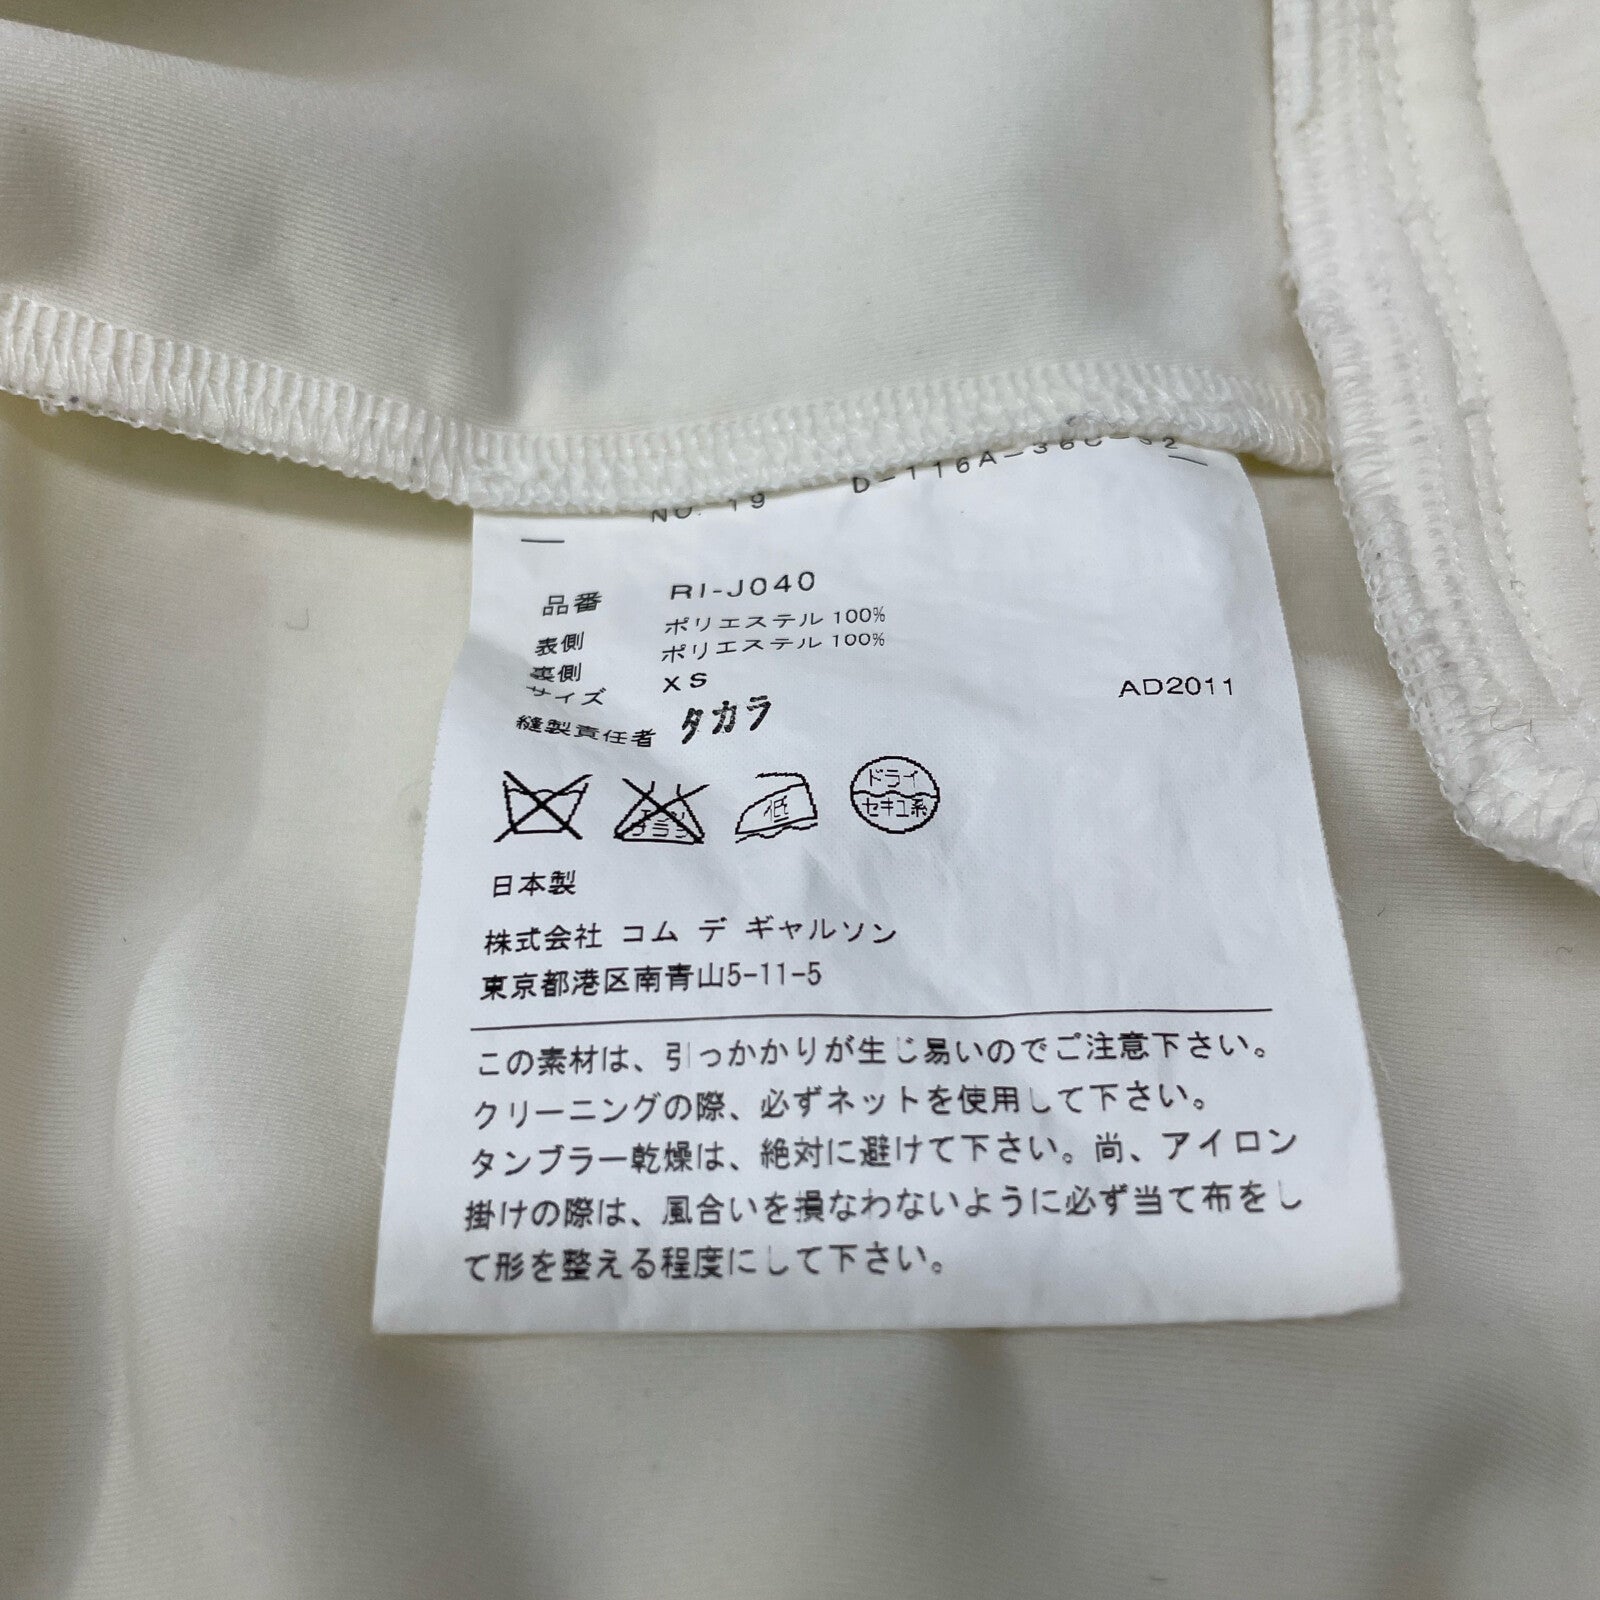 NO. 19 D-116A-36
品番 RI-J040
表側 ポリエステル 100%
裏側 ポリエステル 100%
サイズ XS
AD2011
縫製責任者 タカラ
エンソ サラシ
低
ドライ
セキユ系
日本製
株式会社 コム デ ギャルソン
東京都港区南青山5-11-5
この素材は、引っかかりが生じ易いのでご注意下さい。
クリーニングの際、必ずネットを使用して下さい。
タンブラー乾燥は、絶対に避けて下さい。尚、アイロン
掛けの際は、風合いを損なわないように必ず当て布をし
て形を整える程度にして下さい。